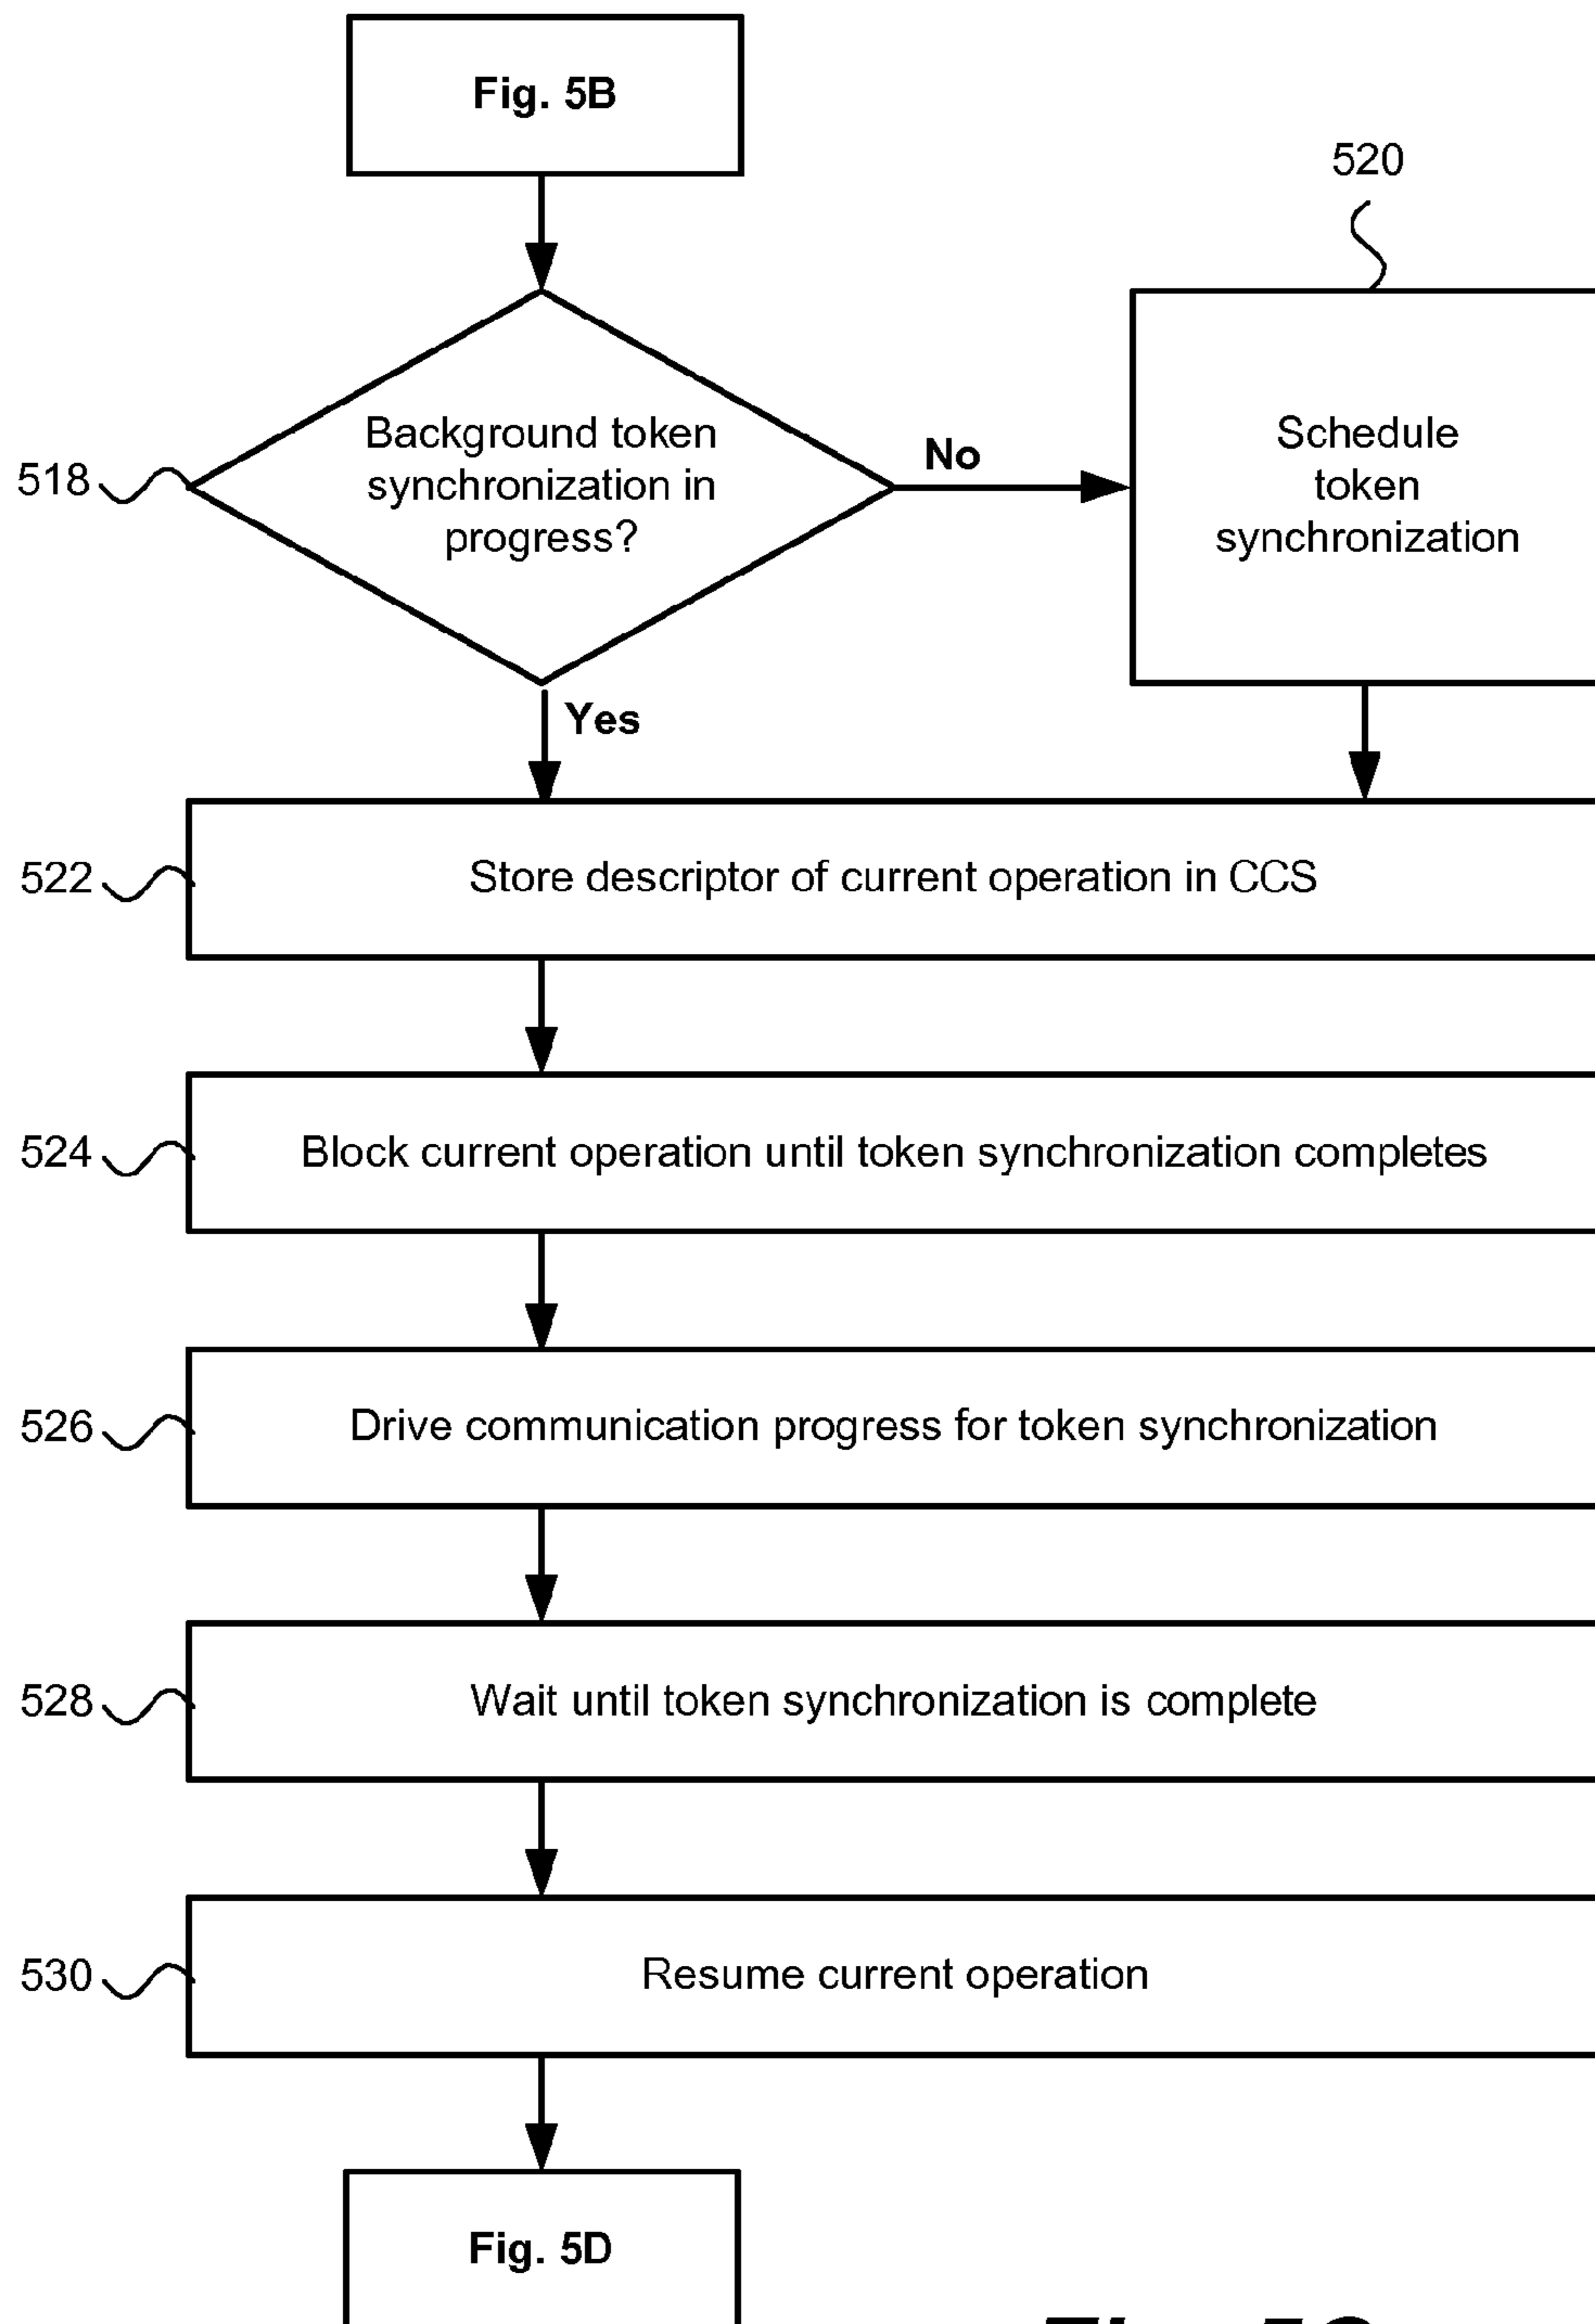 Fig. 5B
520
518
Background token
synchronization in
progress?
No
Schedule
token
synchronization
Yes
522
Store descriptor of current operation in CCS
524
Block current operation until token synchronization completes
526
Drive communication progress for token synchronization
528
Wait until token synchronization is complete
530
Resume current operation
Fig. 5D